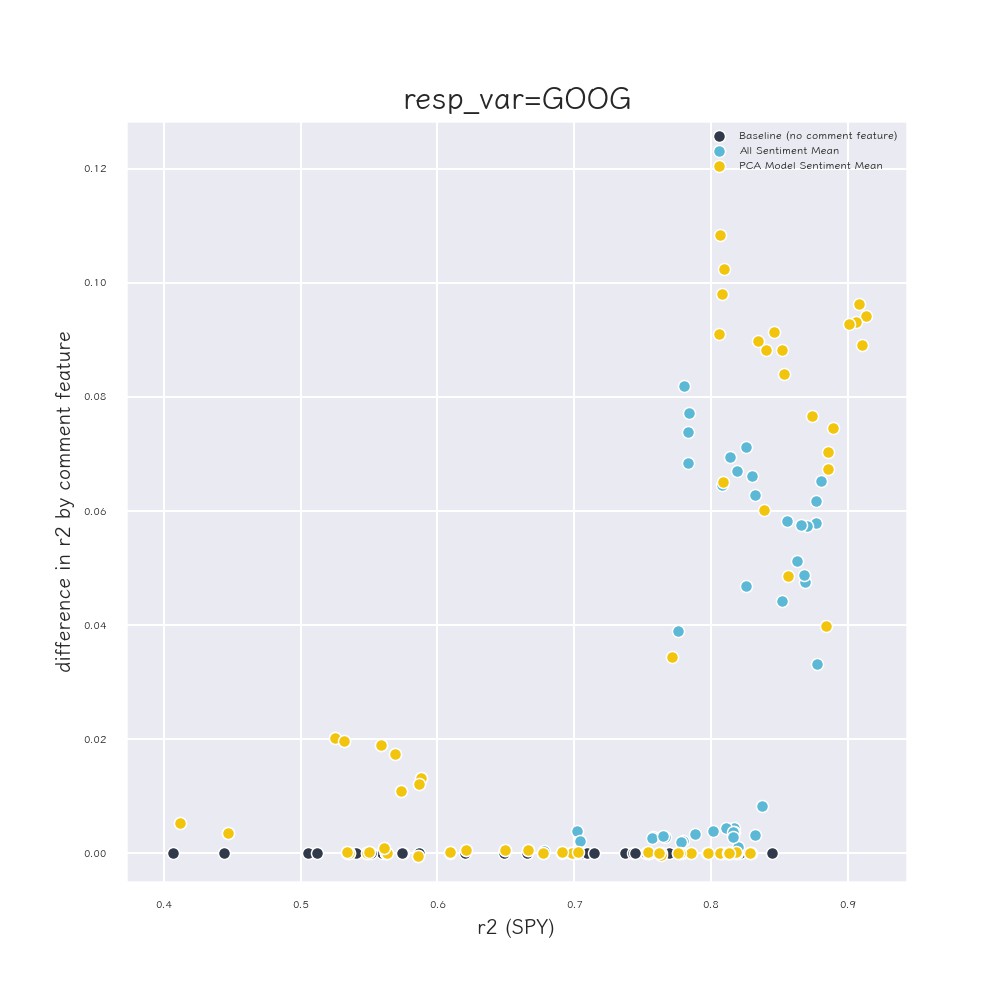 resp_var=GOOG
Baseline (no comment feature)
All Sentiment Mean
PCA Model Sentiment Mean
0.12
0.10
0.08
0.06
0.04
0.02
0.00
difference in r2 by comment feature
0.4 0.5 0.6 0.7 0.8 0.9
r2 (SPY)